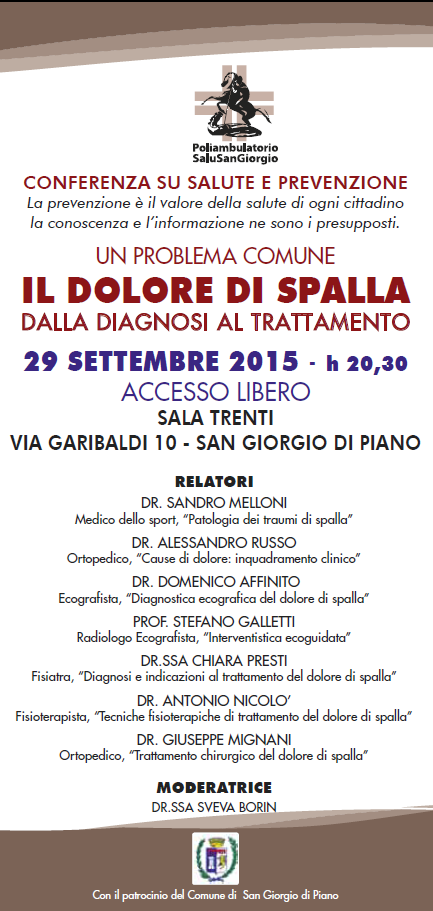 Poliambulatorio
SaluSanGiorgio
CONFERENZA SU SALUTE E PREVENZIONE
La prevenzione è il valore della salute di ogni cittadino
la conoscenza e l'informazione ne sono i presupposti.
UN PROBLEMA COMUNE
IL DOLORE DI SPALLA
DALLA DIAGNOSI AL TRATTAMENTO
29 SETTEMBRE 2015 - h 20,30
ACCESSO LIBERO
SALA TRENTI
VIA GARIBALDI 10 - SAN GIORGIO DI PIANO
RELATORI
DR. SANDRO MELLONI
Medico dello sport, “Patologia dei traumi di spalla”
DR. ALESSANDRO RUSSO
Ortopedico, “Cause di dolore: inquadramento clinico”
DR. DOMENICO AFFINITO
Ecografista, “Diagnostica ecografica del dolore di spalla”
PROF. STEFANO GALLETTI
Radiologo Ecografista, “Interventistica ecoguidata”
DR.SSA CHIARA PRESTI
Fisiatra, “Diagnosi e indicazioni al trattamento del dolore di spalla”
DR. ANTONIO NICOLO’
Fisioterapista, “Tecniche fisioterapiche di trattamento del dolore di spalla”
DR. GIUSEPPE MIGNANI
Ortopedico, “Trattamento chirurgico del dolore di spalla”
MODERATRICE
DR.SSA SVEVA BORIN
Con il patrocinio del Comune di San Giorgio di Piano